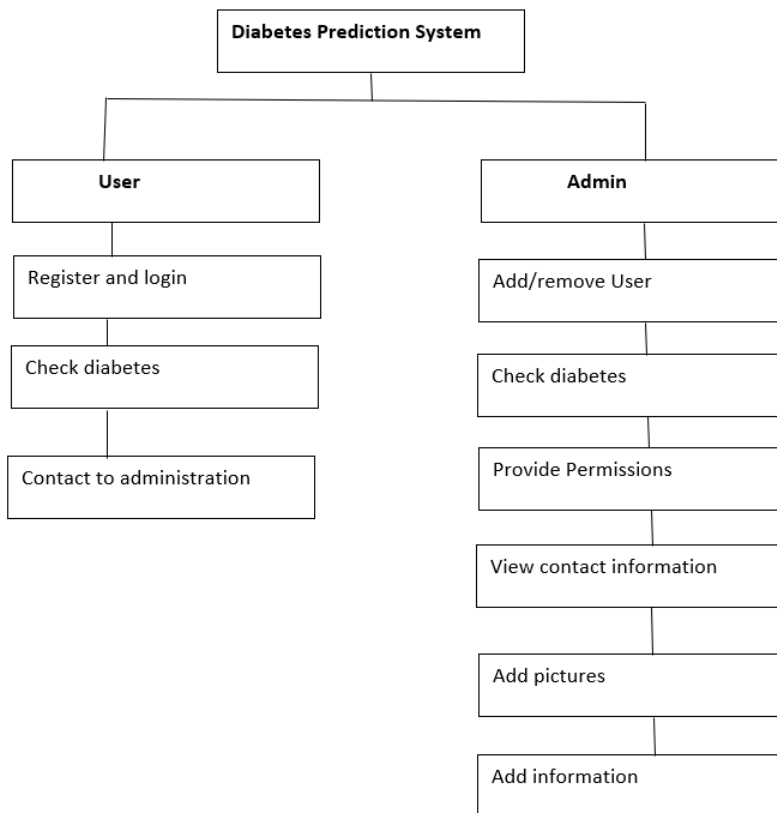 Diabetes Prediction System
User
Register and login
Check diabetes
Contact to administration
Admin
Add/remove User
Check diabetes
Provide Permissions
View contact information
Add pictures
Add information